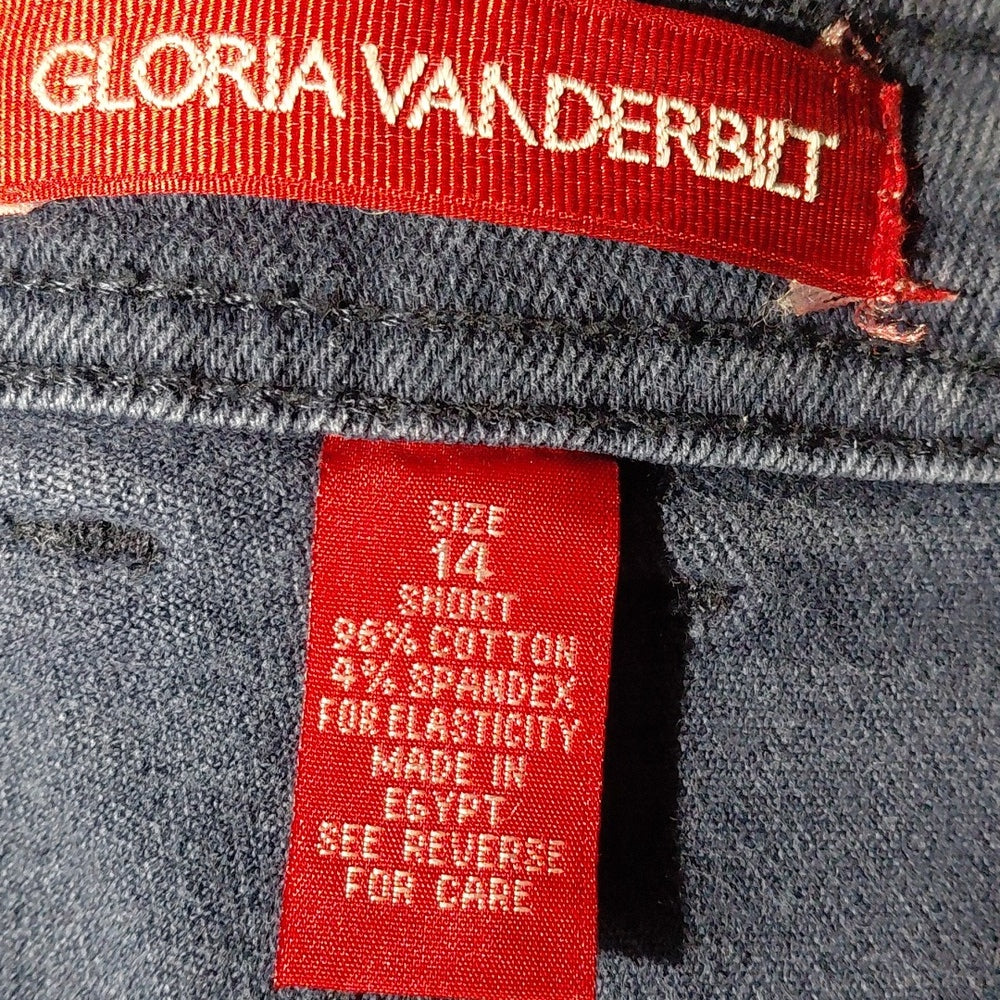 GLORIA VANDERBILT
SIZE
14
SHORT
96% COTTON
4% SPANDEX
FOR ELASTICITY
MADE IN
EGYPT
SEE REVERSE
FOR CARE